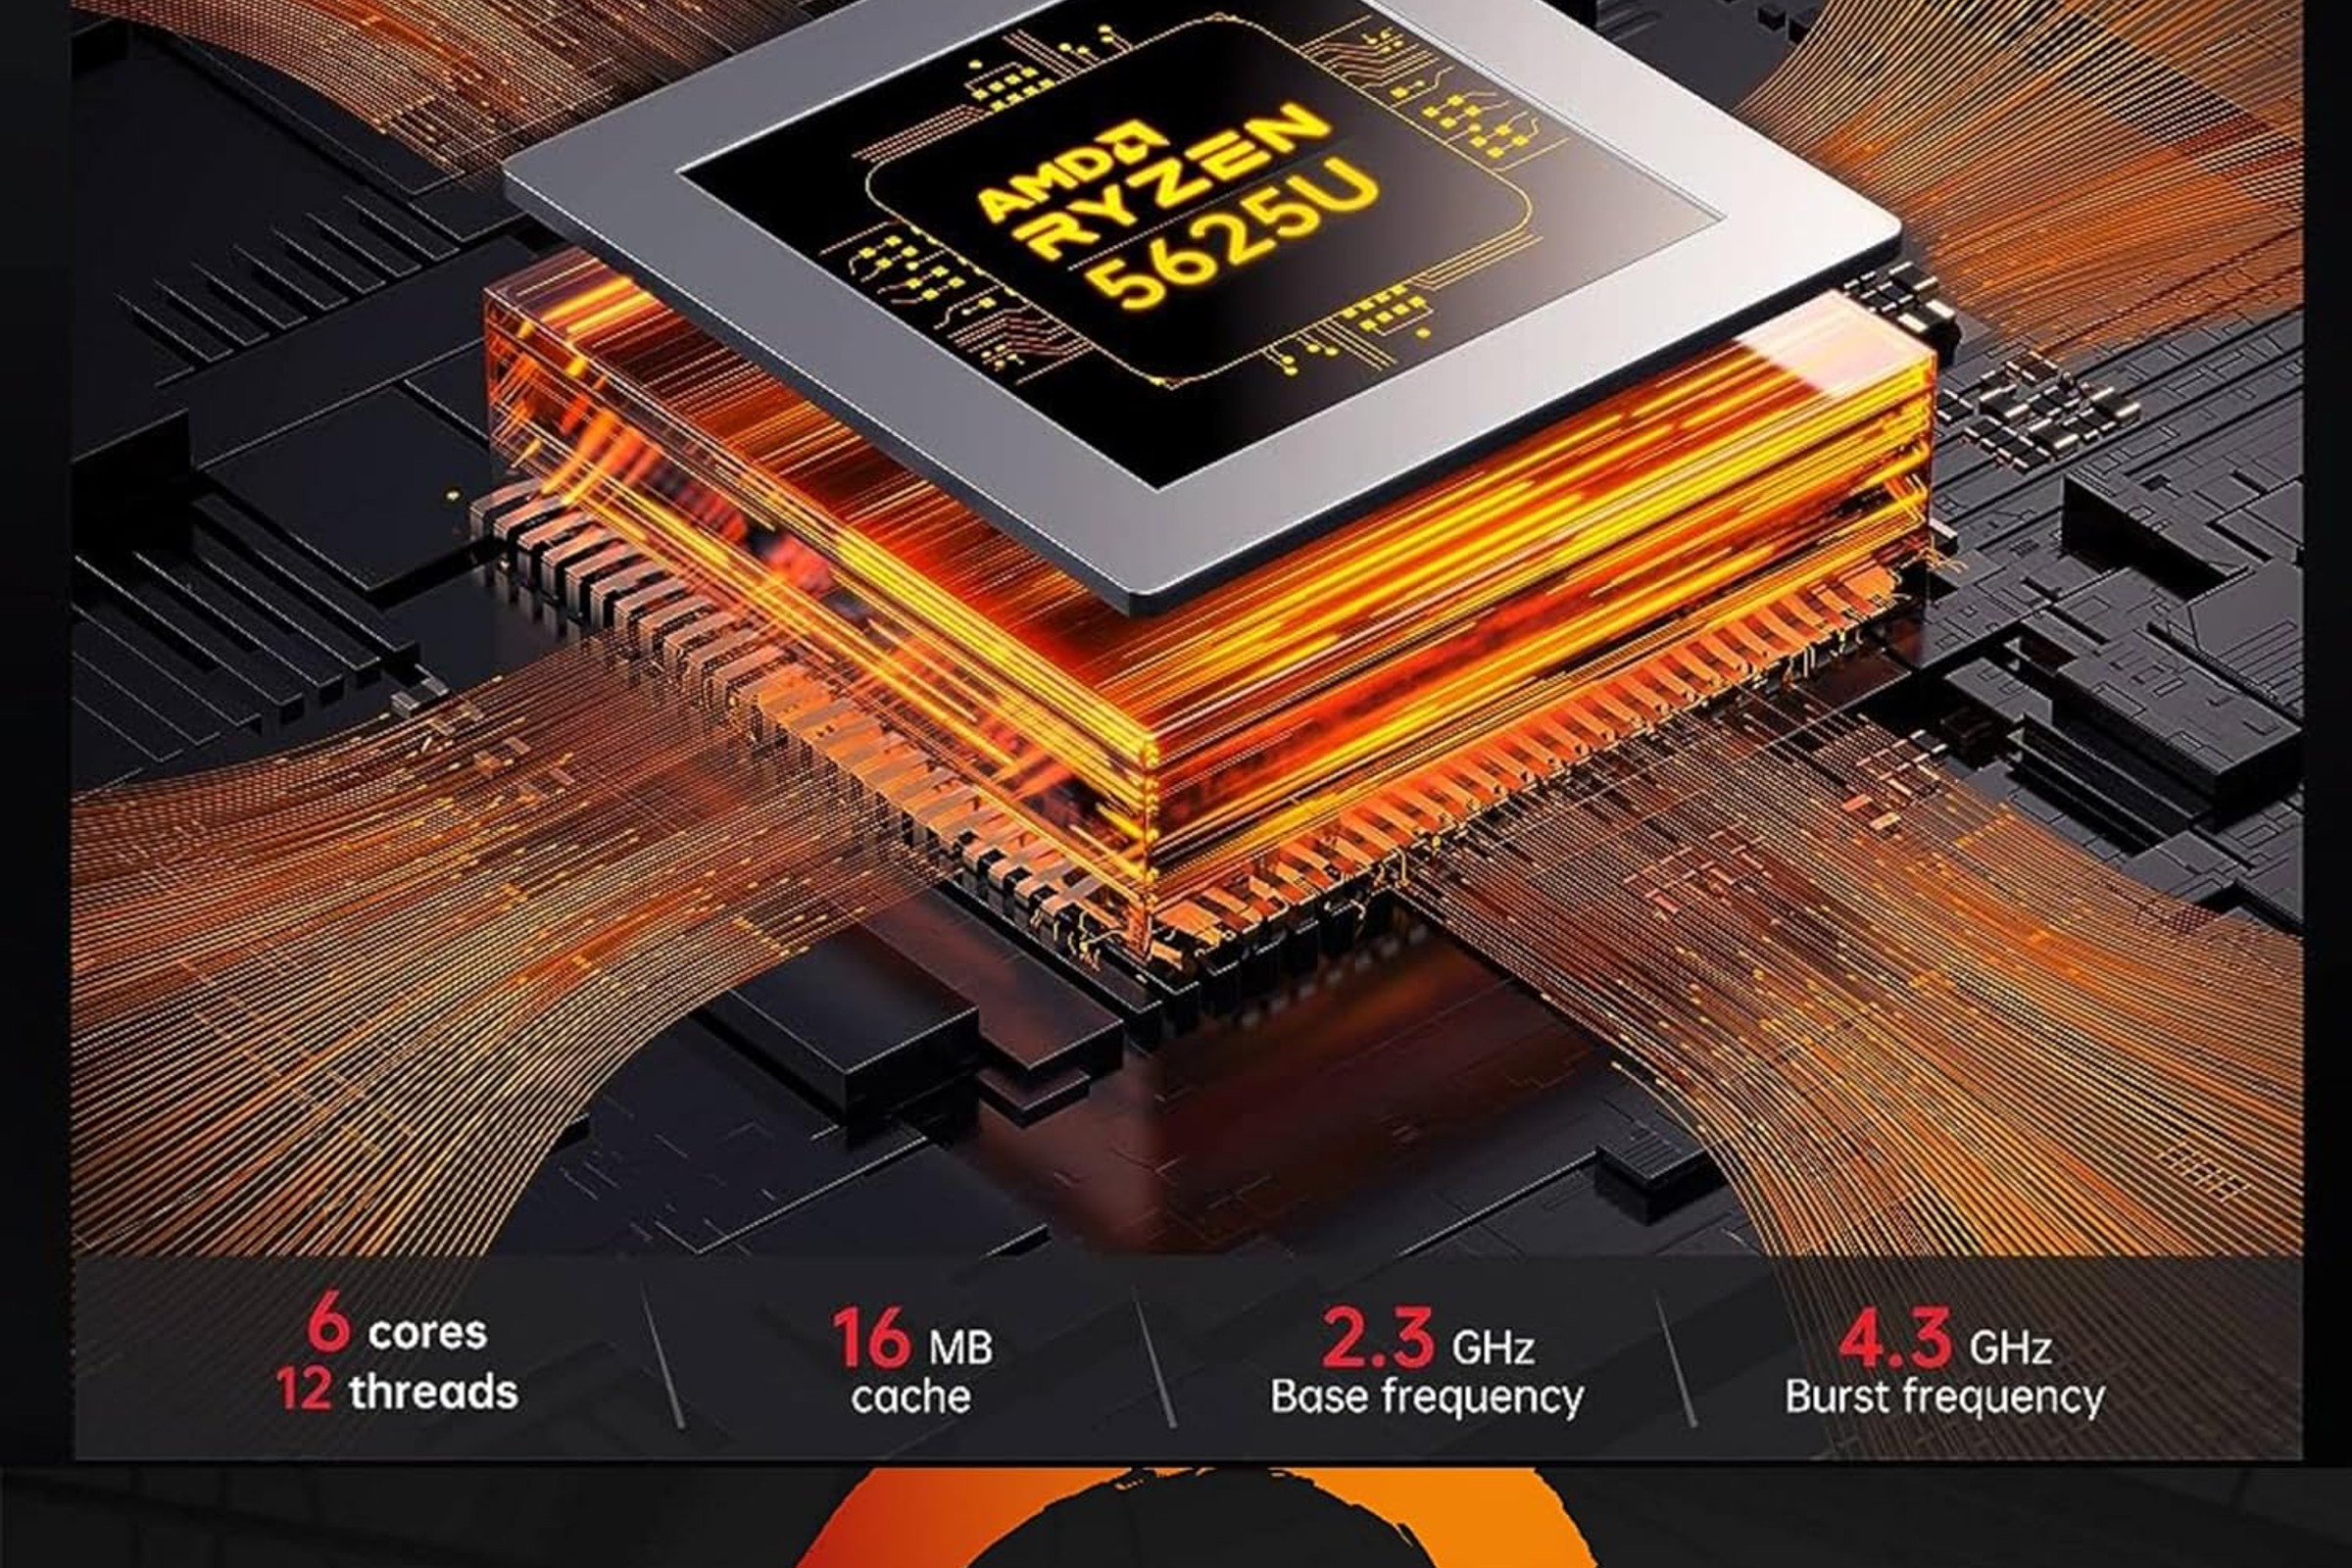 AMD
RYZEN
5625U
6 cores
12 threads
16 MB
cache
2.3 GHz
Base frequency
4.3 GHz
Burst frequency